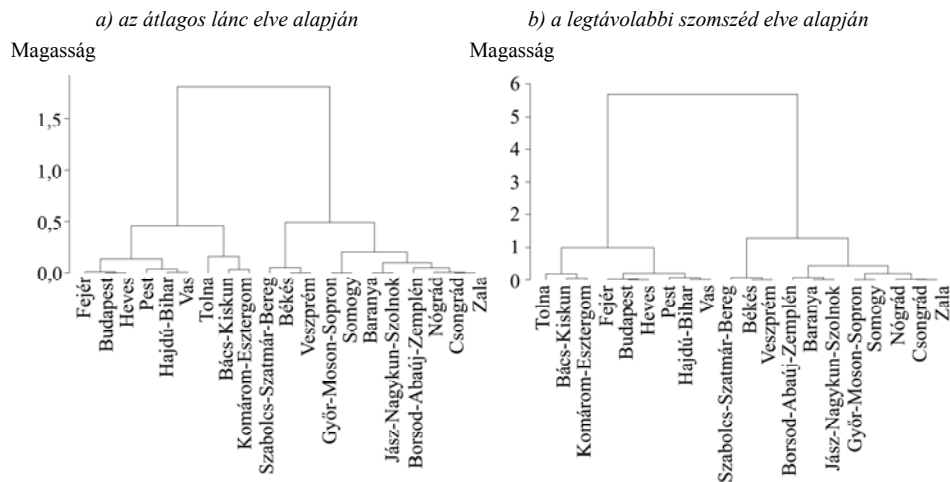 a) az átlagos lánc elve alapján
Magasság
1,5
1,0
0,5
0,0
Fejér
Budapest
Heves
Pest
Hajdú-Bihar
Vas
Tolna
Bács-Kiskun
Komárom-Esztergom
Szabolcs-Szatmár-Bereg
Békés
Veszprém
Győr-Moson-Sopron
Somogy
Baranya
Jász-Nagykun-Szolnok
Borsod-Abaúj-Zemplén
Nógrád
Csongrád
Zala
b) a legtávolabbi szomszéd elve alapján
Magasság
6
5
4
3
2
1
0
Tolna
Bács-Kiskun
Komárom-Esztergom
Fejér
Budapest
Heves
Pest
Hajdú-Bihar
Vas
Szabolcs-Szatmár-Bereg
Békés
Veszprém
Borsod-Abaúj-Zemplén
Baranya
Jász-Nagykun-Szolnok
Győr-Moson-Sopron
Somogy
Nógrád
Csongrád
Zala